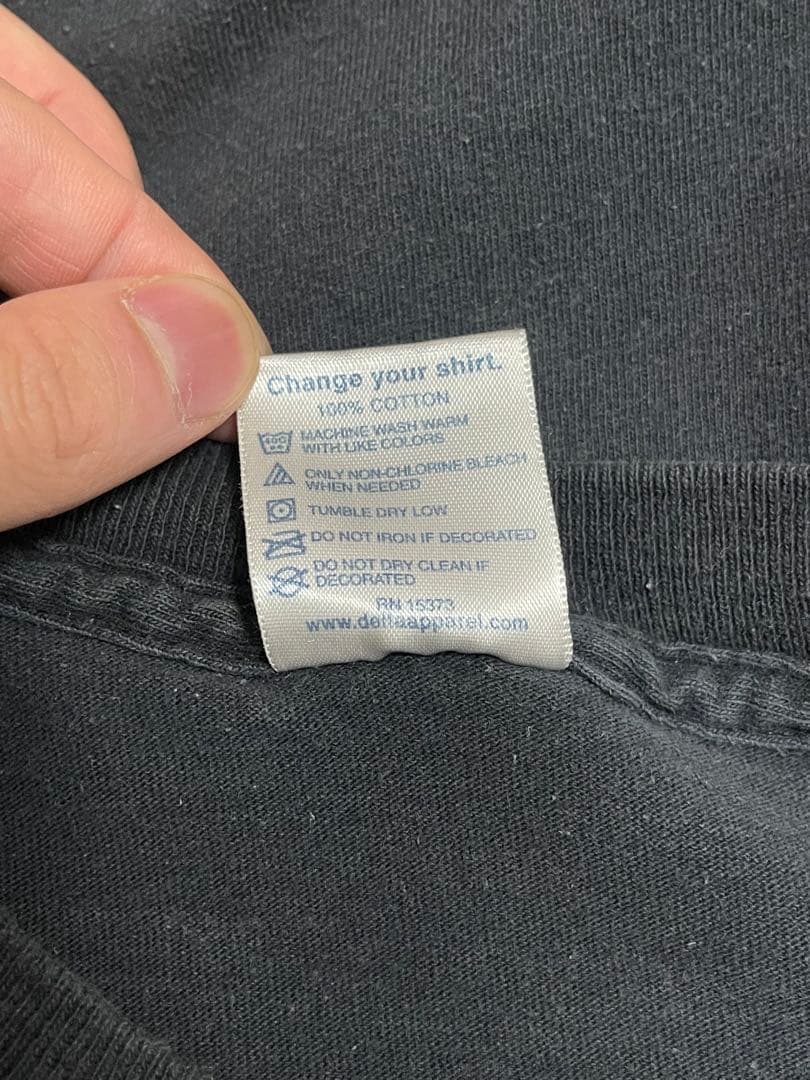 Change your shirt.
100% COTTON
MACHINE WASH WARM
WITH LIKE COLORS
ONLY NON-CHLORINE BLEACH
WHEN NEEDED
TUMBLE DRY LOW
DO NOT IRON IF DECORATED
DO NOT DRY CLEAN IF
DECORATED
RN 15373
www.deltaapparel.com